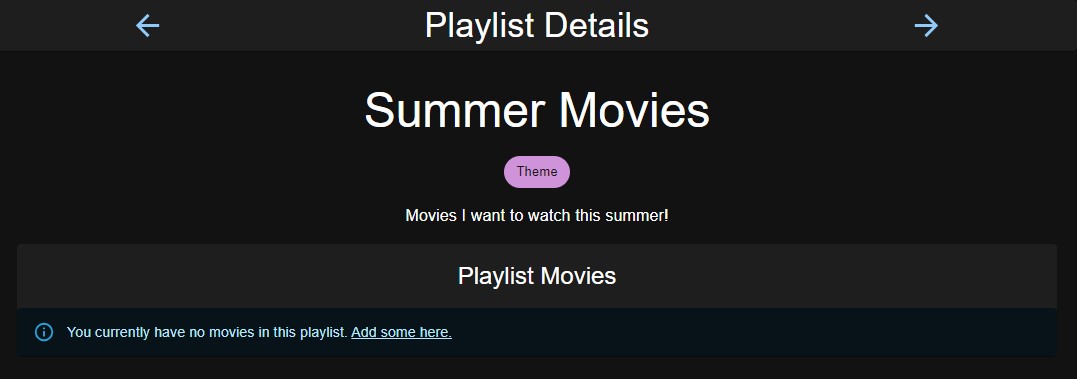 Playlist Details
Summer Movies
Theme
Movies I want to watch this summer!
Playlist Movies
You currently have no movies in this playlist. Add some here.